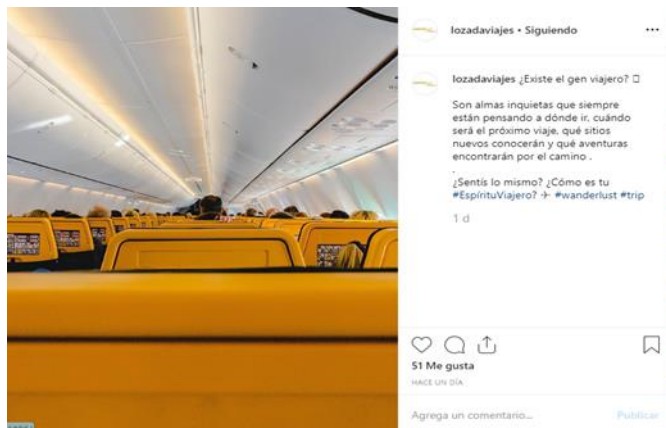 lozadaviajes • Siguiendo
lozadaviajes ¿Existe el gen viajero?
Son almas inquietas que siempre
están pensando a dónde ir, cuándo
será el próximo viaje, qué sitios
nuevos conocerán y qué aventuras
encontrarán por el camino .
.
¿Sentís lo mismo? ¿Cómo es tu
#EspírituViajero? ✈ #wanderlust #trip
1 d
51 Me gusta
HACE UN DÍA
Agrega un comentario... Publicar